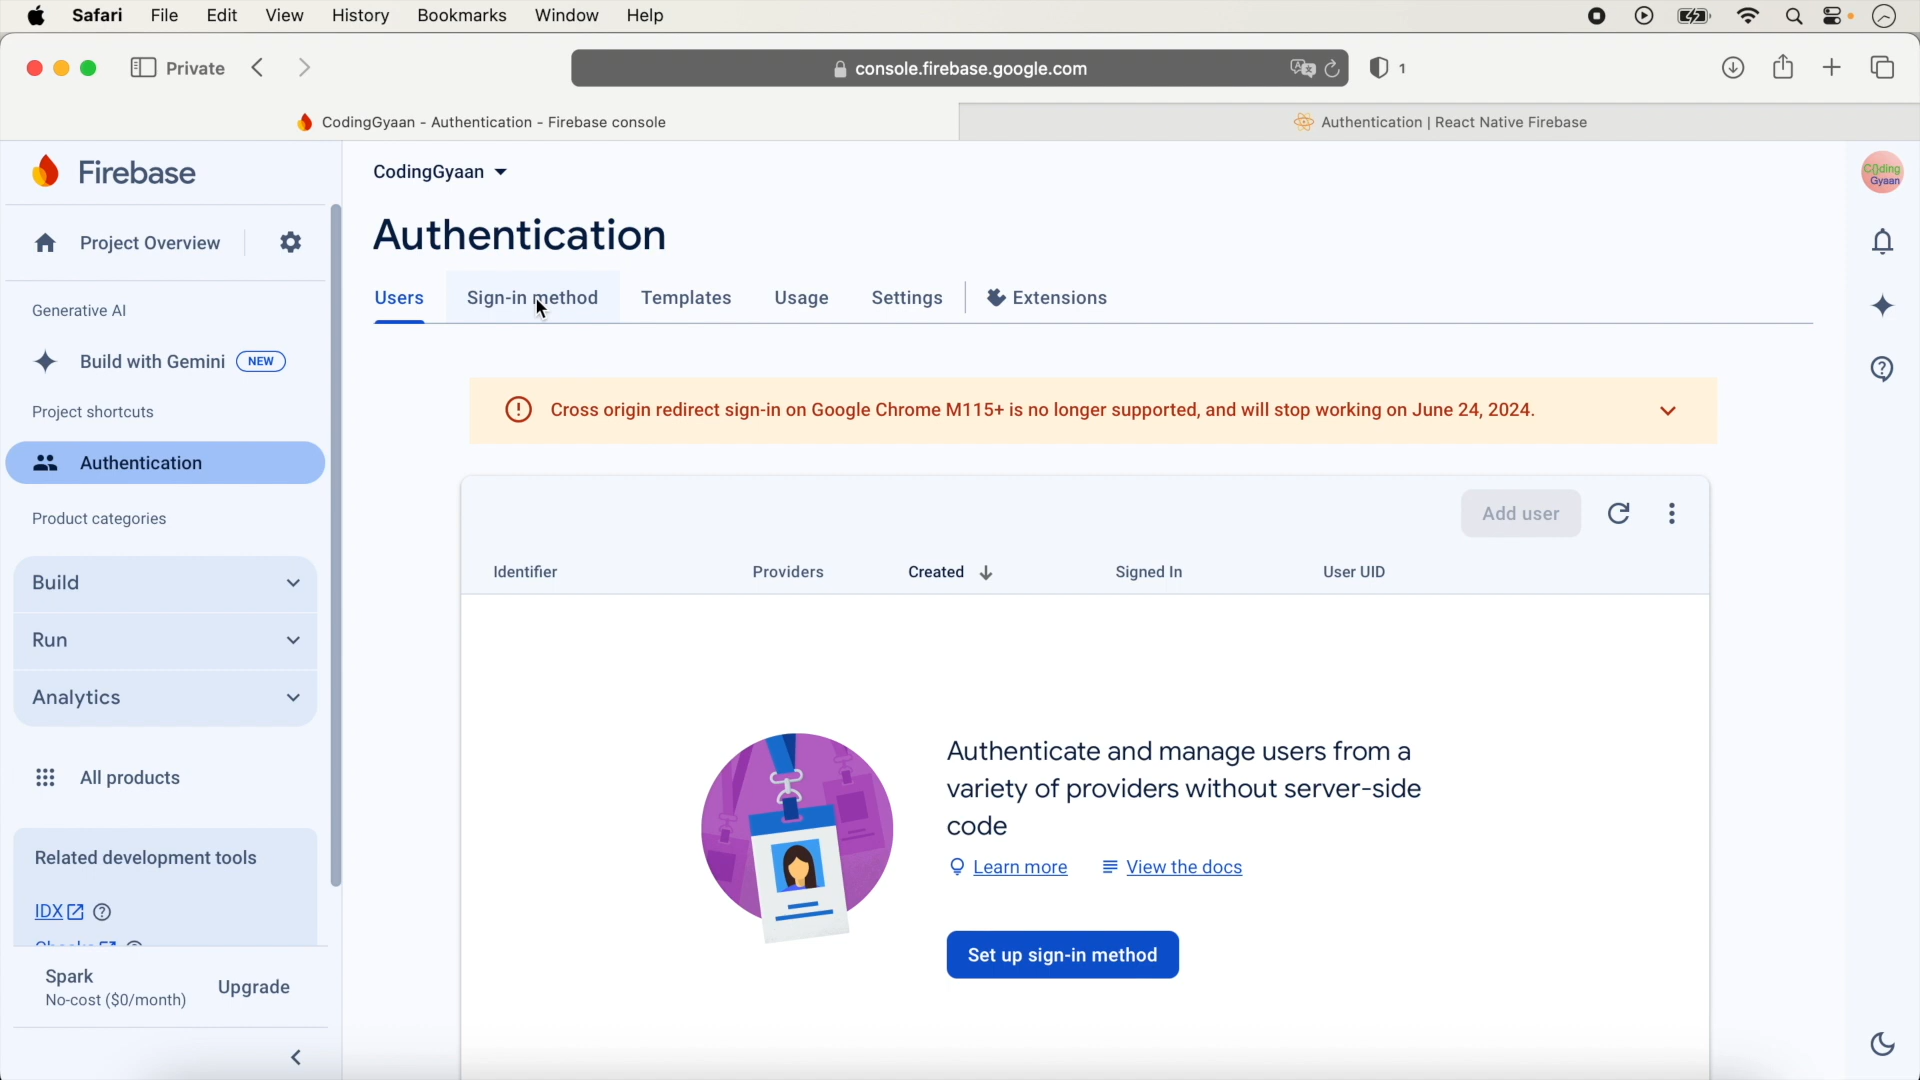 Safari File Edit View History Bookmarks Window Help
Private
console.firebase.google.com
1
CodingGyaan - Authentication - Firebase console
Authentication | React Native Firebase
Firebase
Project Overview
Generative AI
Build with Gemini NEW
Project shortcuts
Authentication
Product categories
Build
Run
Analytics
All products
Related development tools
IDX
Spark
No-cost ($0/month)
Upgrade
CodingGyaan
Authentication
Users Sign-in method Templates Usage Settings Extensions
Cross origin redirect sign-in on Google Chrome M115+ is no longer supported, and will stop working on June 24, 2024.
Add user
Identifier Providers Created Signed In User UID
Authenticate and manage users from a
variety of providers without server-side
code
Learn more View the docs
Set up sign-in method
C{}ding
Gyaan